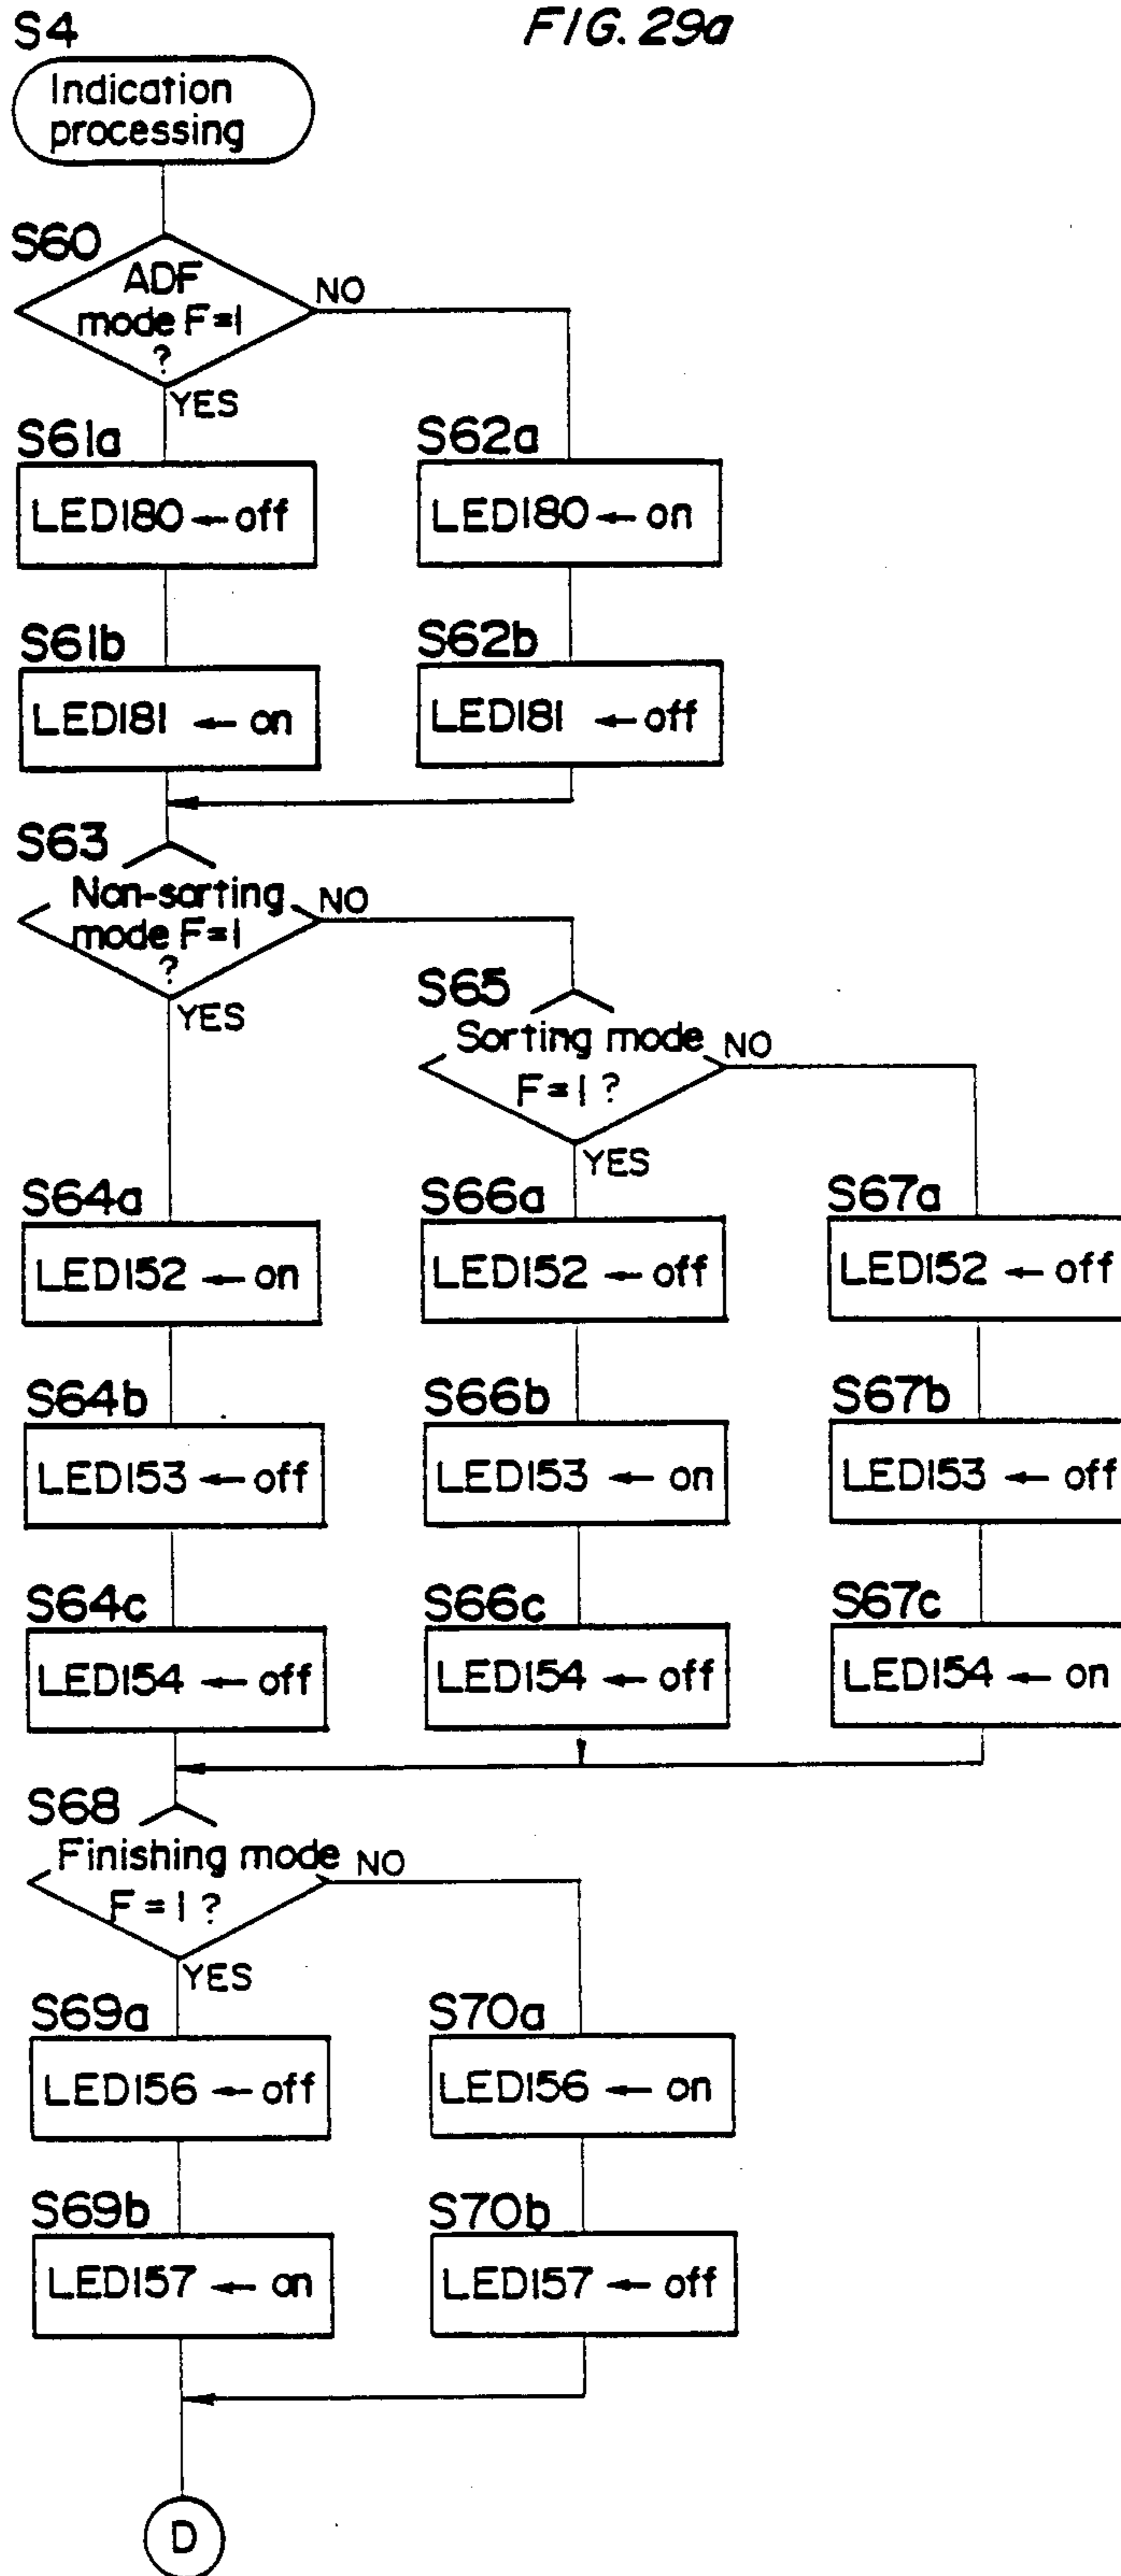 FIG. 29a
S4
Indication
processing
S60
ADF
mode F=1
?
NO
YES
S61a
LED180 ← off
S62a
LED180 ← on
S61b
LED181 ← on
S62b
LED181 ← off
S63
Non-sorting
mode F=1
?
NO
YES
S65
Sorting mode
F=1 ?
NO
YES
S64a
LED152 ← on
S66a
LED152 ← off
S67a
LED152 ← off
S64b
LED153 ← off
S66b
LED153 ← on
S67b
LED153 ← off
S64c
LED154 ← off
S66c
LED154 ← off
S67c
LED154 ← on
S68
Finishing mode
F=1 ?
NO
YES
S69a
LED156 ← off
S70a
LED156 ← on
S69b
LED157 ← on
S70b
LED157 ← off
D